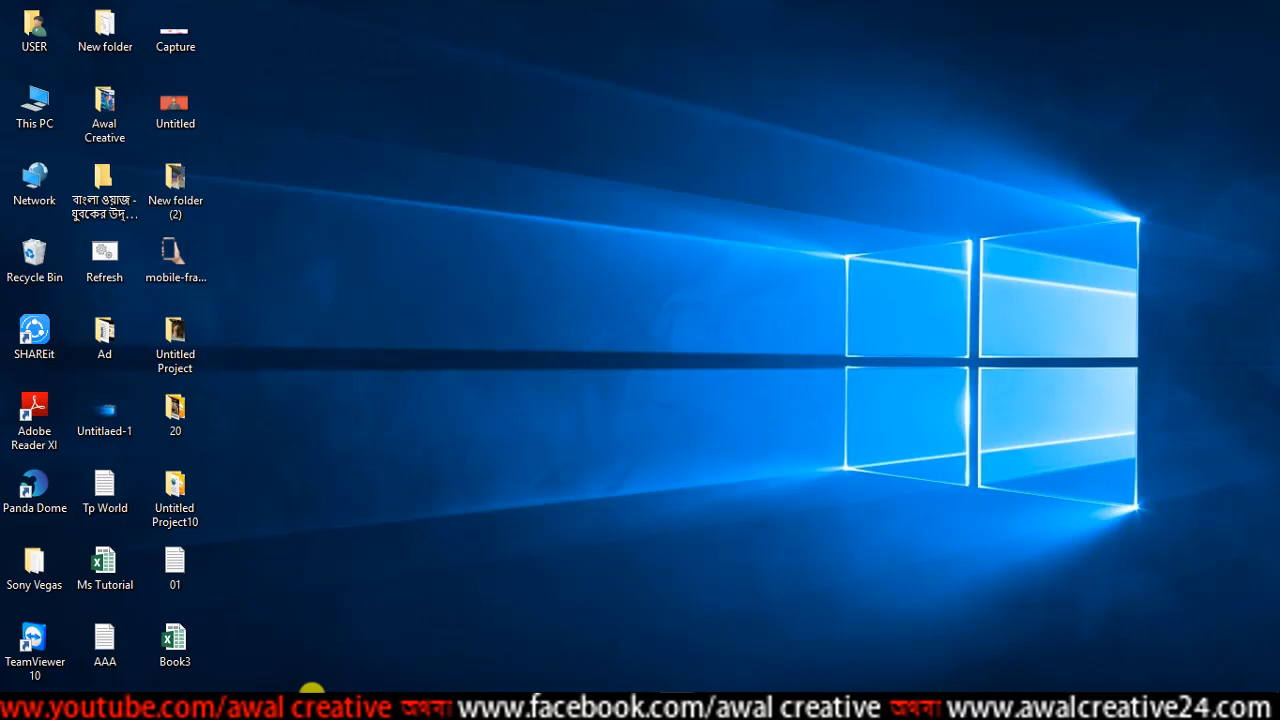 USER
New folder
Capture
This PC
Awal
Creative
Untitled
Network
বাংলা ওয়াজ -
যুবকের উদ্...
New folder
(2)
Recycle Bin
Refresh
mobile-fra...
SHAREit
Ad
Untitled
Project
Adobe
Reader XI
Untitlaed-1
20
Panda Dome
Tp World
Untitled
Project10
Sony Vegas
Ms Tutorial
01
TeamViewer
10
AAA
Book3
ww.youtube.com/awal creative অথবা www.facebook.com/awal creative অথবা www.awalcreative24.com